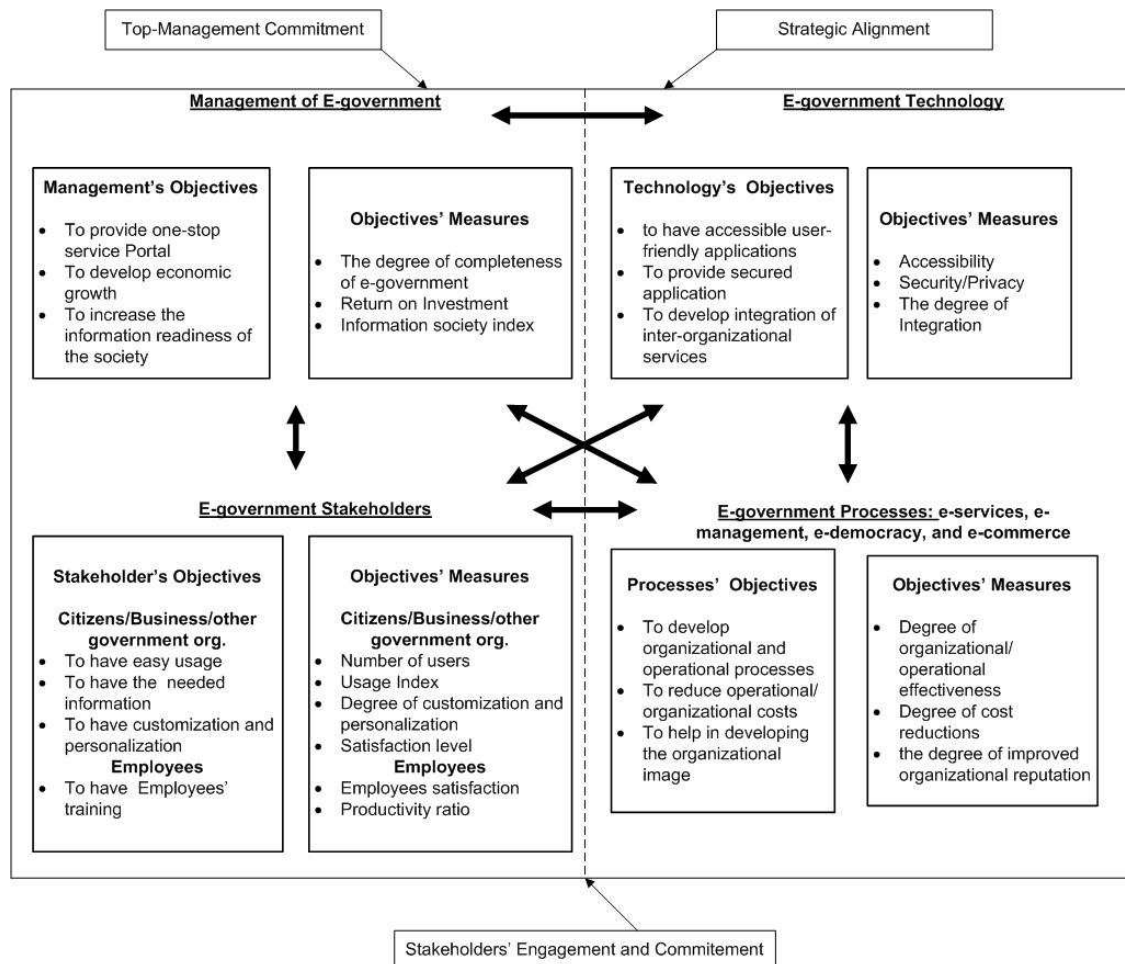 Top-Management Commitment
Strategic Alignment
Management of E-government
E-government Technology
Management's Objectives
• To provide one-stop
service Portal
• To develop economic
growth
• To increase the
information readiness of
the society
Objectives' Measures
• The degree of completeness
of e-government
• Return on Investment
• Information society index
Technology's Objectives
• to have accessible user-
friendly applications
• To provide secured
application
• To develop integration of
inter-organizational
services
Objectives' Measures
• Accessibility
• Security/Privacy
• The degree of
Integration
E-government Stakeholders
E-government Processes: e-services, e-
management, e-democracy, and e-commerce
Stakeholder's Objectives
Citizens/Business/other
government org.
• To have easy usage
• To have the needed
information
• To have customization and
personalization
Employees
• To have Employees'
training
Objectives' Measures
Citizens/Business/other
government org.
• Number of users
• Usage Index
• Degree of customization and
personalization
• Satisfaction level
Employees
• Employees satisfaction
• Productivity ratio
Processes' Objectives
• To develop
organizational and
operational processes
• To reduce operational/
organizational costs
• To help in developing
the organizational
image
Objectives' Measures
• Degree of
organizational/
operational
effectiveness
• Degree of cost
reductions
• the degree of improved
organizational reputation
Stakeholders' Engagement and Commitement